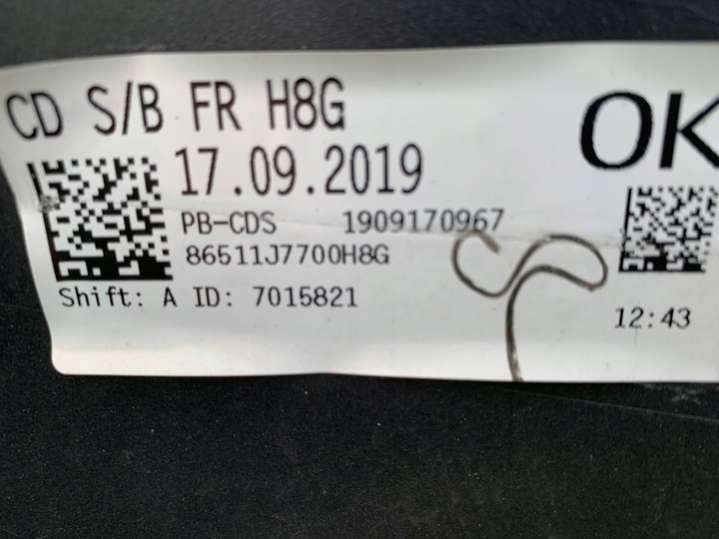 CD S/B FR H8G
OK
17.09.2019
PB-CDS 1909170967
86511J7700H8G
Shift: A ID: 7015821
12:43